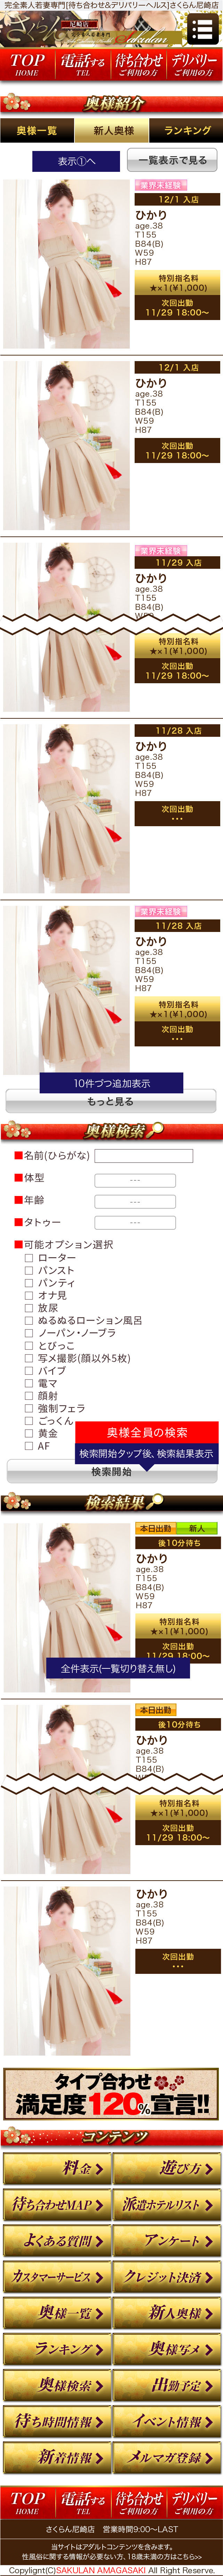 完全素人若妻専門[待ち合わせ&デリバリーヘルス]さくらん尼崎店
さくらん 尼崎店
Sakulan
TOP 電話する 待ち合わせ デリバリー
HOME TEL ご利用の方 ご利用の方
奥様紹介
奥様一覧 新人奥様 ランキング
表示①へ 一覧表示で見る
業界未経験
12/1 入店
ひかり
age.38
T155
B84(B)
W59
H87
特別指名料
★×1(¥1,000)
次回出勤
11/29 18:00〜
12/1 入店
ひかり
age.38
T155
B84(B)
W59
H87
次回出勤
11/29 18:00〜
業界未経験
11/29 入店
ひかり
age.38
T155
B84(B)
特別指名料
★×1(¥1,000)
次回出勤
11/29 18:00〜
11/28 入店
ひかり
age.38
T155
B84(B)
W59
H87
次回出勤
・・・
業界未経験
11/28 入店
ひかり
age.38
T155
B84(B)
W59
H87
特別指名料
★×1(¥1,000)
次回出勤
・・・
10件づつ追加表示
もっと見る
奥様検索
■名前(ひらがな)
■体型 ---
■年齢 ---
■タトゥー ---
■可能オプション選択
□ ローター
□ パンスト
□ パンティ
□ オナ見
□ 放尿
□ ぬるぬるローション風呂
□ ノーパン・ノーブラ
□ とびっこ
□ 写メ撮影(顔以外5枚)
□ バイブ
□ 電マ
□ 顔射
□ 強制フェラ
□ ごっくん
□ 黄金
□ AF
奥様全員の検索
検索開始タップ後、検索結果表示
検索開始
検索結果
本日出勤 新人
後10分待ち
ひかり
age.38
T155
B84(B)
W59
H87
特別指名料
★×1(¥1,000)
次回出勤
11/29 18:00〜
全件表示(一覧切り替え無し)
本日出勤
後10分待ち
ひかり
age.38
T155
B84(B)
特別指名料
★×1(¥1,000)
次回出勤
11/29 18:00〜
ひかり
age.38
T155
B84(B)
W59
H87
次回出勤
・・・
タイプ合わせ
満足度120%宣言!!
コンテンツ
料金 遊び方
待ち合わせMAP 派遣ホテルリスト
よくある質問 アンケート
カスタマーサービス クレジット決済
奥様一覧 新人奥様
ランキング 奥様写メ
奥様検索 出勤予定
待ち時間情報 イベント情報
新着情報 メルマガ登録
TOP 電話する 待ち合わせ デリバリー
HOME TEL ご利用の方 ご利用の方
さくらん尼崎店 営業時間9:00〜LAST
当サイトはアダルトコンテンツを含みます。
性風俗に関する情報が必要ない方、18歳未満の方はこちら>>
Copyright(C)SAKULAN AMAGASAKI All Right Reserve.